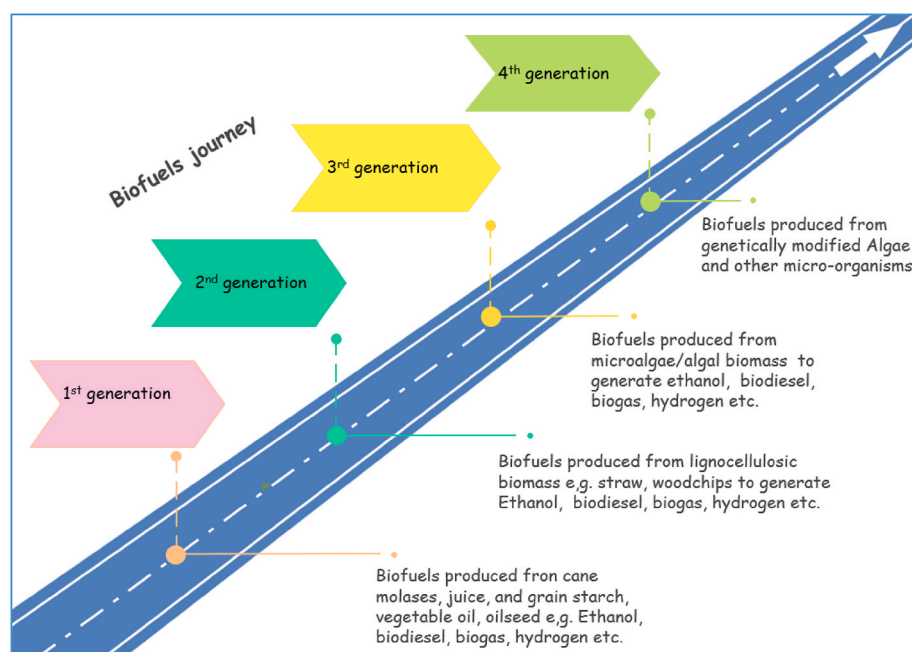 4th generation
Biofuels journey
3rd generation
2nd generation
1st generation
Biofuels produced from
genetically modified Algae
and other micro-organisms
Biofuels produced from
microalgae/algal biomass to
generate ethanol, biodiesel,
biogas, hydrogen etc.
Biofuels produced from lignocellulosic
biomass e,g. straw, woodchips to generate
Ethanol, biodiesel, biogas, hydrogen etc.
Biofuels produced fron cane
molases, juice, and grain starch,
vegetable oil, oilseed e,g. Ethanol,
biodiesel, biogas, hydrogen etc.